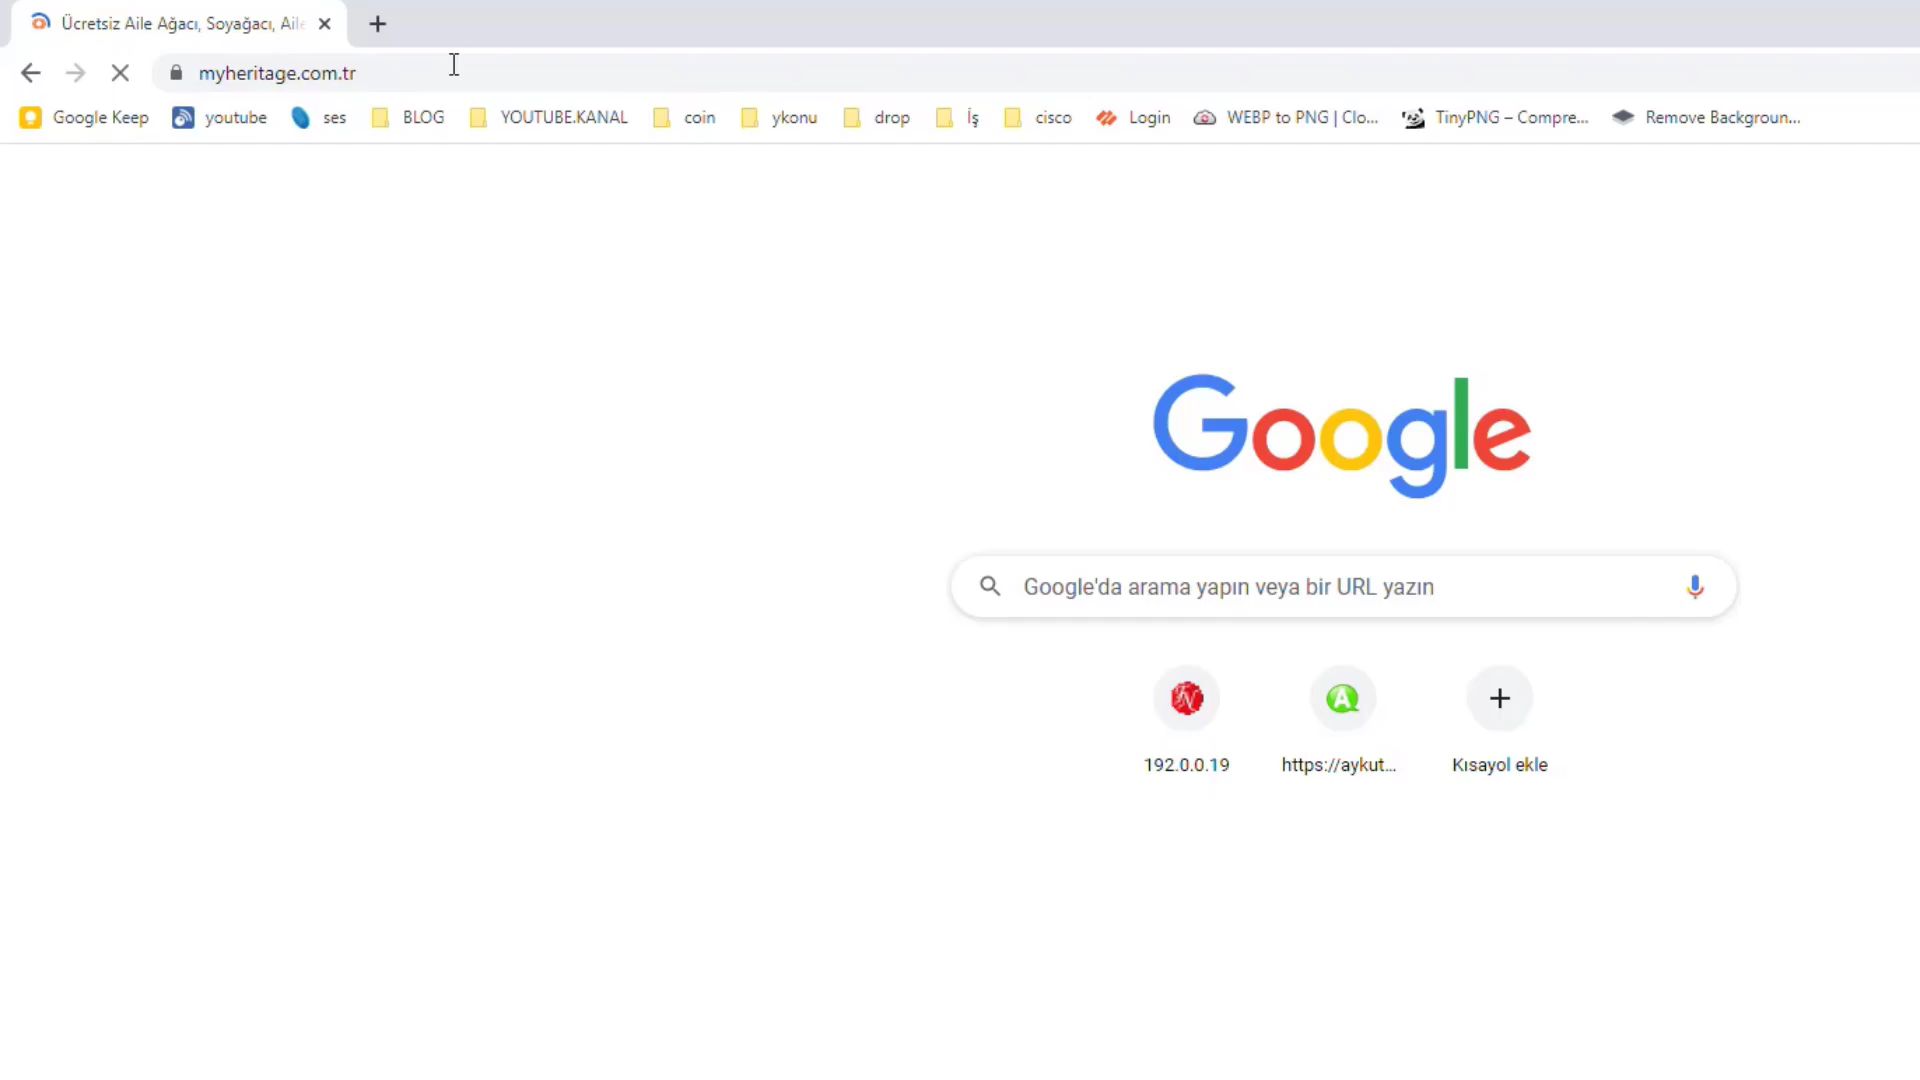 Ücretsiz Aile Ağacı, Soyağacı, Aile
myheritage.com.tr
Google Keep youtube ses BLOG YOUTUBE.KANAL coin ykonu drop İş cisco Login WEBP to PNG | Clo... TinyPNG – Compre... Remove Backgroun...
Google
Google'da arama yapın veya bir URL yazın
A
192.0.0.19 https://aykut... Kısayol ekle